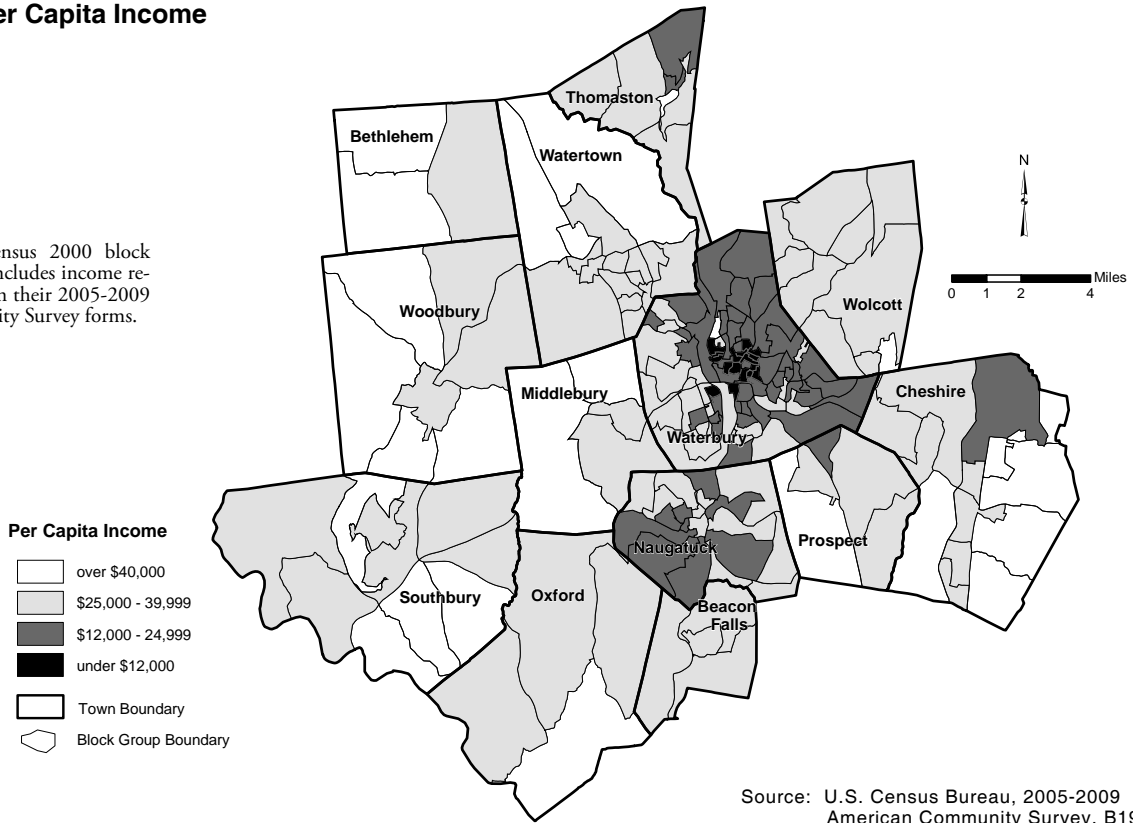 er Capita Income
ensus 2000 block
ncludes income re-
n their 2005-2009
ity Survey forms.
Thomaston
Bethlehem
Watertown
N
Miles
0 1 2 4
Woodbury
Wolcott
Middlebury
Cheshire
Waterbury
Per Capita Income
over $40,000
$25,000 - 39,999
$12,000 - 24,999
under $12,000
Town Boundary
Block Group Boundary
Naugatuck
Prospect
Southbury
Oxford
Beacon
Falls
Source: U.S. Census Bureau, 2005-2009
American Community Survey, B19